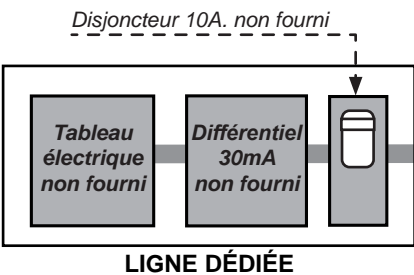 Disjoncteur 10A. non fourni
Tableau
électrique
non fourni
Différentiel
30mA
non fourni
LIGNE DÉDIÉE